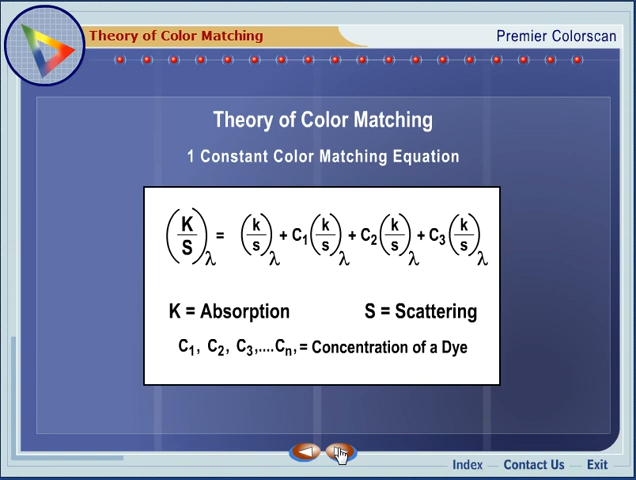 Theory of Color Matching
Premier Colorscan
Theory of Color Matching
1 Constant Color Matching Equation
(K/S)λ = (k/s)λ + C1(k/s)λ + C2(k/s)λ + C3(k/s)λ
K = Absorption S = Scattering
C1, C2, C3,....Cn, = Concentration of a Dye
Index Contact Us Exit